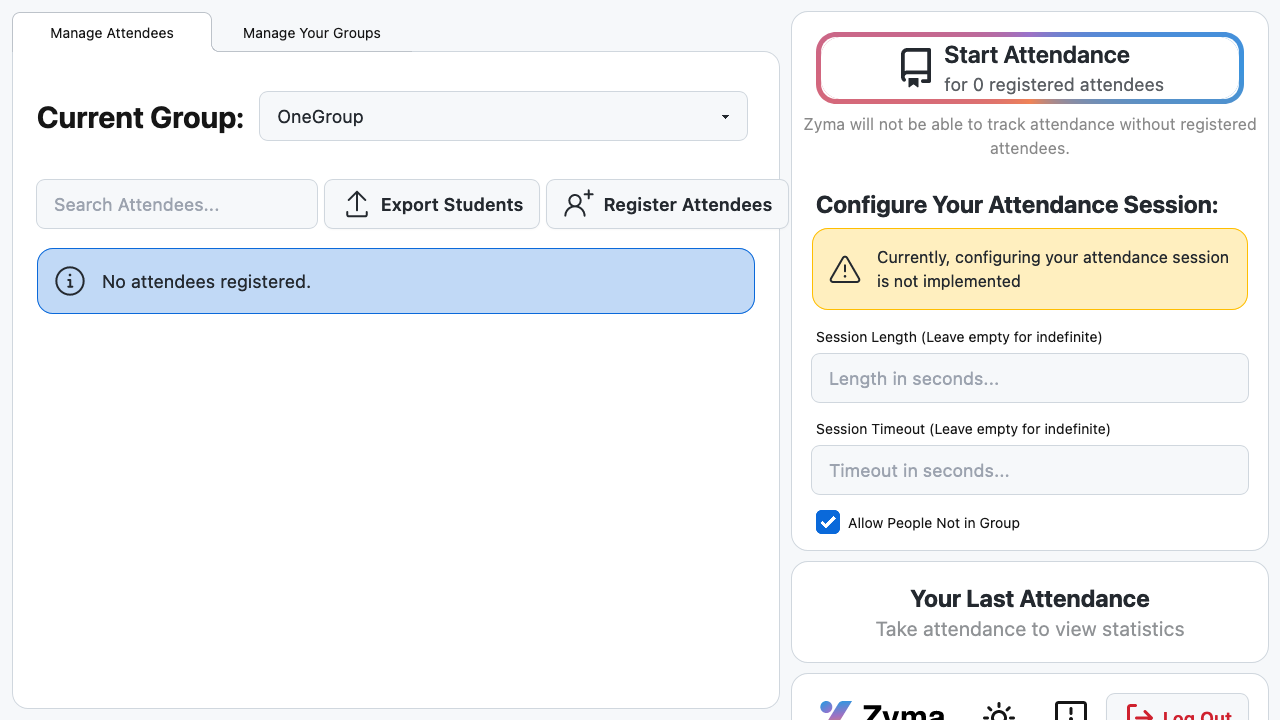 Manage Attendees
Manage Your Groups
Current Group:
OneGroup
Search Attendees...
Export Students
Register Attendees
No attendees registered.
Start Attendance
for 0 registered attendees
Zyma will not be able to track attendance without registered
attendees.
Configure Your Attendance Session:
Currently, configuring your attendance session
is not implemented
Session Length (Leave empty for indefinite)
Length in seconds...
Session Timeout (Leave empty for indefinite)
Timeout in seconds...
Allow People Not in Group
Your Last Attendance
Take attendance to view statistics
Zyma
Log Out